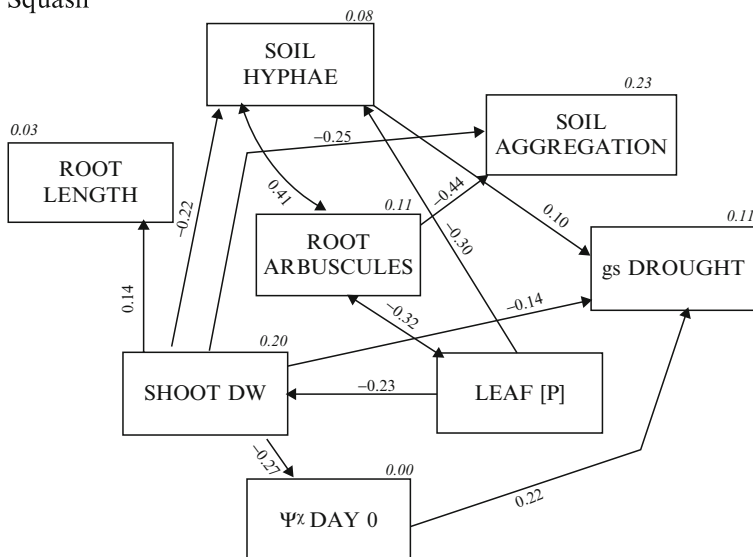 Squash
0.08
SOIL
HYPHAE
0.23
SOIL
AGGREGATION
0.03
ROOT
LENGTH
−0.25
−0.22
0.41
−0.44
0.11
ROOT
ARBUSCULES
−0.30
0.10
0.11
gs DROUGHT
0.14
−0.32
−0.14
0.20
SHOOT DW
−0.23
LEAF [P]
−0.27
0.00
Ψχ DAY 0
0.22